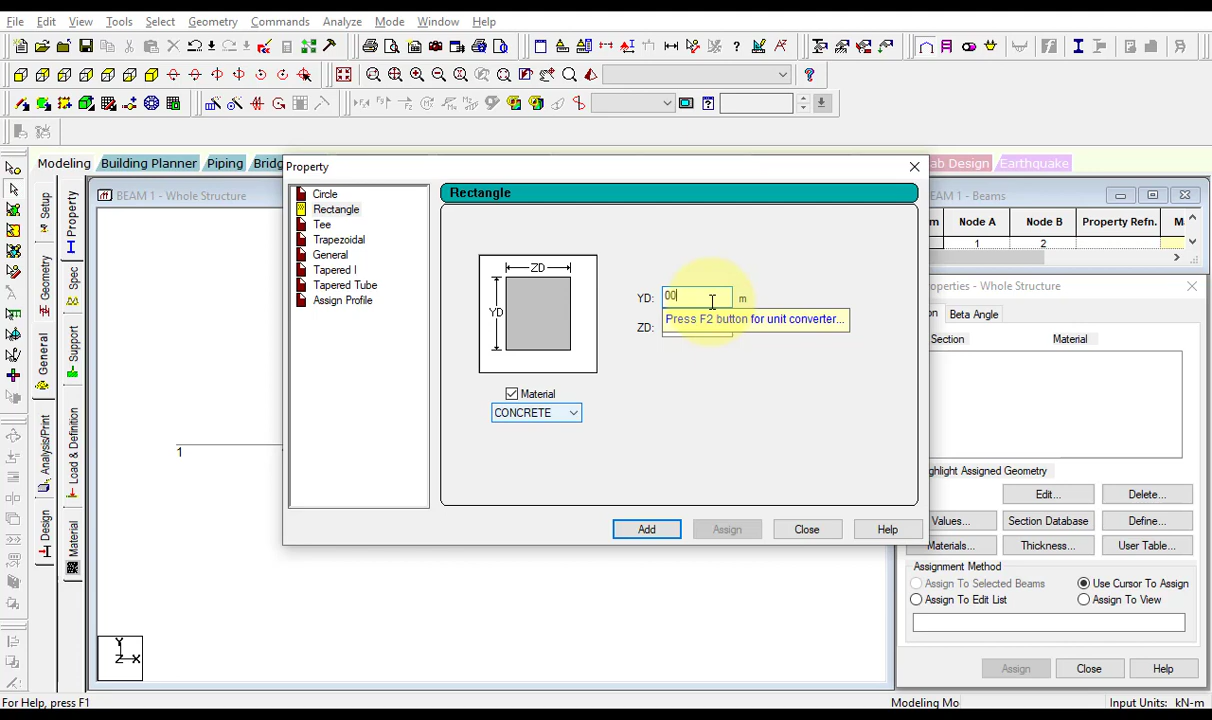 File Edit View Tools Select Geometry Commands Analyze Mode Window Help
Modeling Building Planner Piping Brid lab Design Earthquake
Property
BEAM 1 - Whole Structure
1 - Beams
Circle
Rectangle
Tee
Trapezoidal
General
Tapered I
Tapered Tube
Assign Profile
Rectangle
ZD
YD
YD: 00 m
Press F2 button for unit converter...
ZD:
Material
CONCRETE
Add Assign Close Help
m Node A Node B Property Refn. Ma
1 2
roperties - Whole Structure
on Beta Angle
Section Material
ghlight Assigned Geometry
Edit... Delete...
Values... Section Database Define...
Materials... Thickness... User Table...
Assignment Method
Assign To Selected Beams Use Cursor To Assign
Assign To Edit List Assign To View
Assign Close Help
Setup
Geometry
General
Analysis/Print
Design
Property
Spec
Load & Definition
Material
1
Y
Z X
For Help, press F1 Modeling Mo Input Units: kN-m